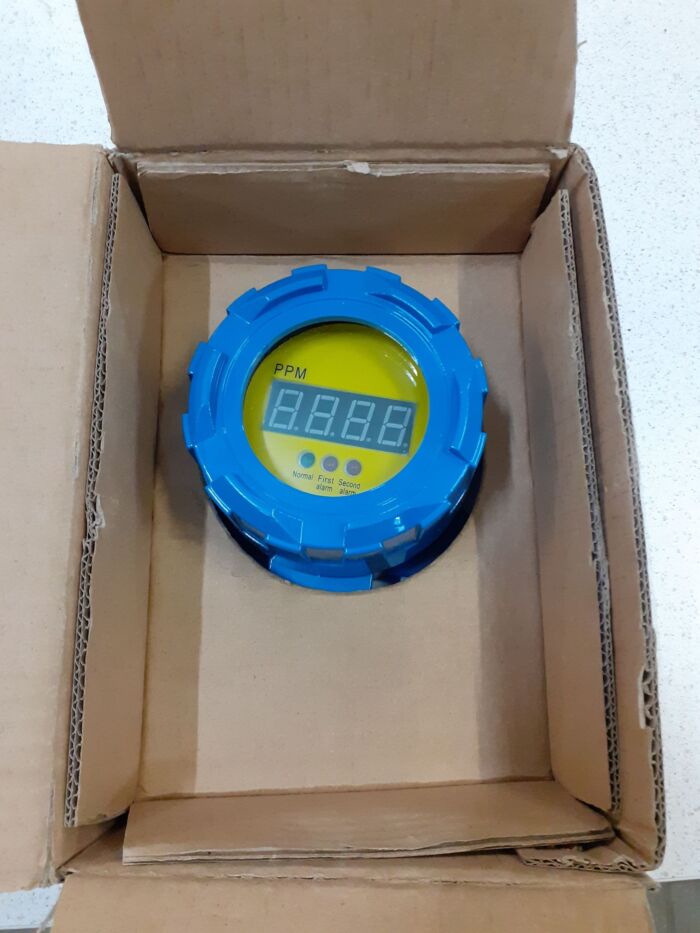 PPM
8.8.8.8.
Normal First Second
alarm alarm